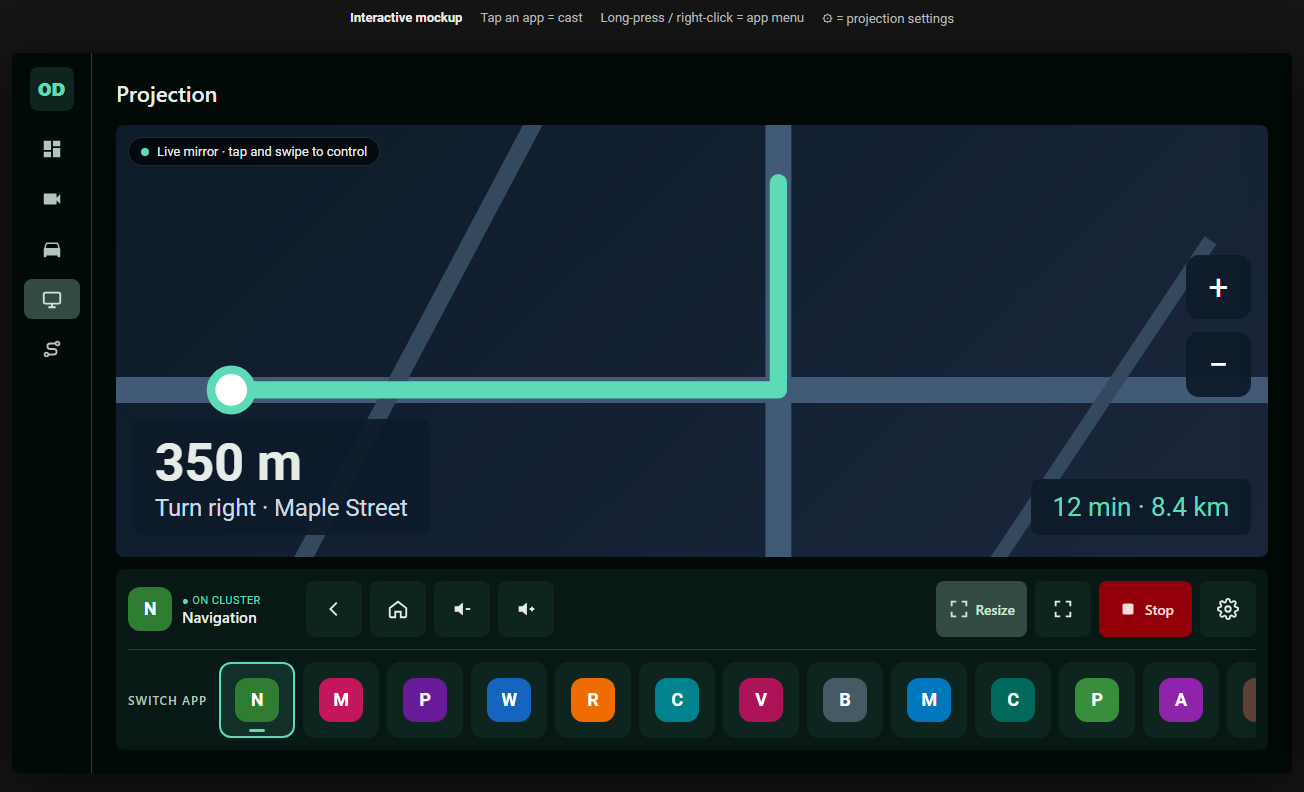 Interactive mockup Tap an app = cast Long-press / right-click = app menu ⚙ = projection settings
OD
Projection
Live mirror · tap and swipe to control
+
−
350 m
Turn right · Maple Street
12 min · 8.4 km
N
ON CLUSTER
Navigation
Resize
Stop
SWITCH APP
N M P W R C V B M C P A